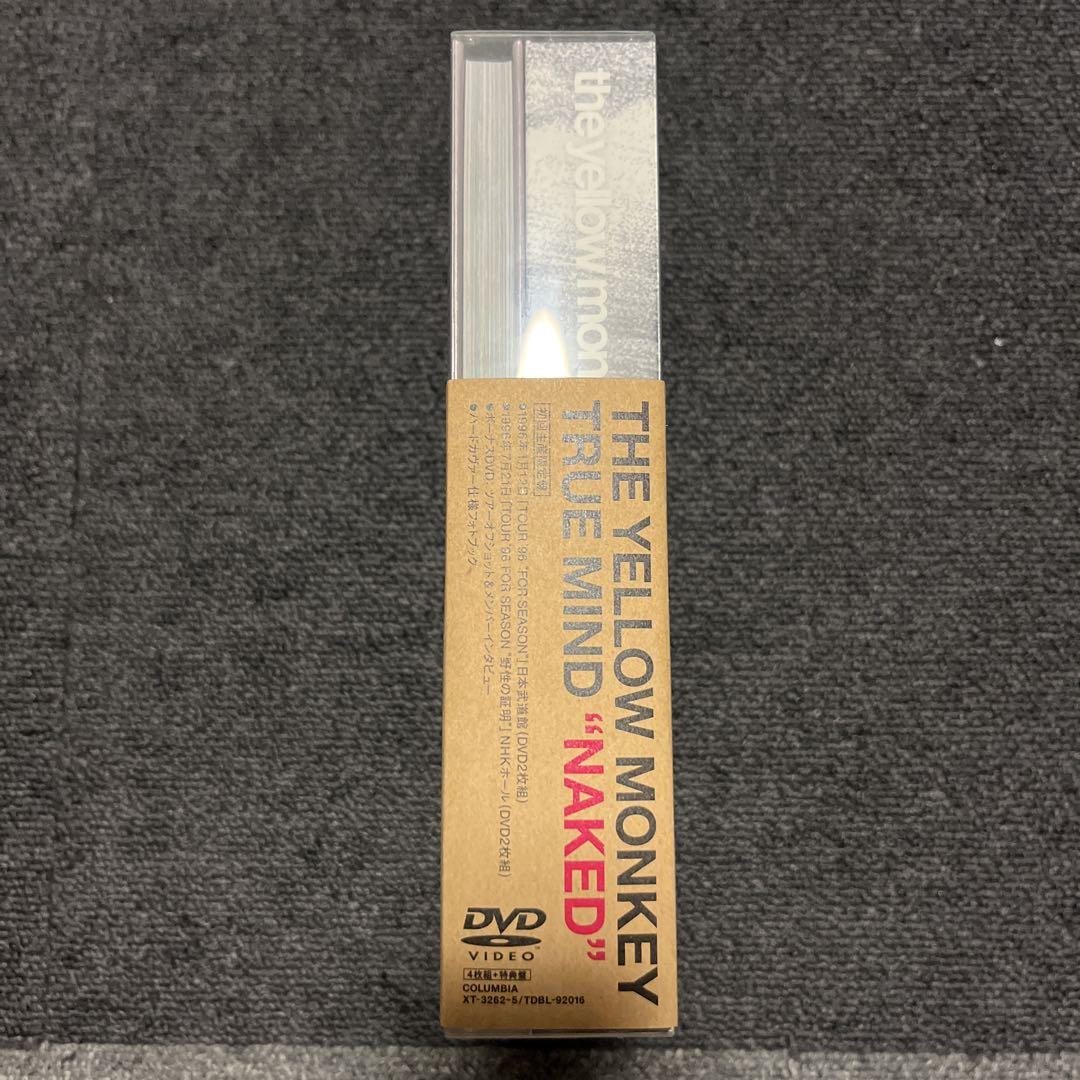 the yellow mon
THE YELLOW MONKEY
TRUE MIND “NAKED”
初回生産限定盤
●1996年1月12日「TOUR '96 “FOR SEASON”」日本武道館(DVD2枚組)
●1996年7月21日「TOUR '96 FOR SEASON “野性の証明”」NHKホール(DVD2枚組)
●ボーナスDVD、ツアーオフショット&メンバーインタビュー
●ハードカヴァー仕様フォトブック
DVD
VIDEO
4枚組+特典盤
COLUMBIA
XT-3262~5/TDBL-92016